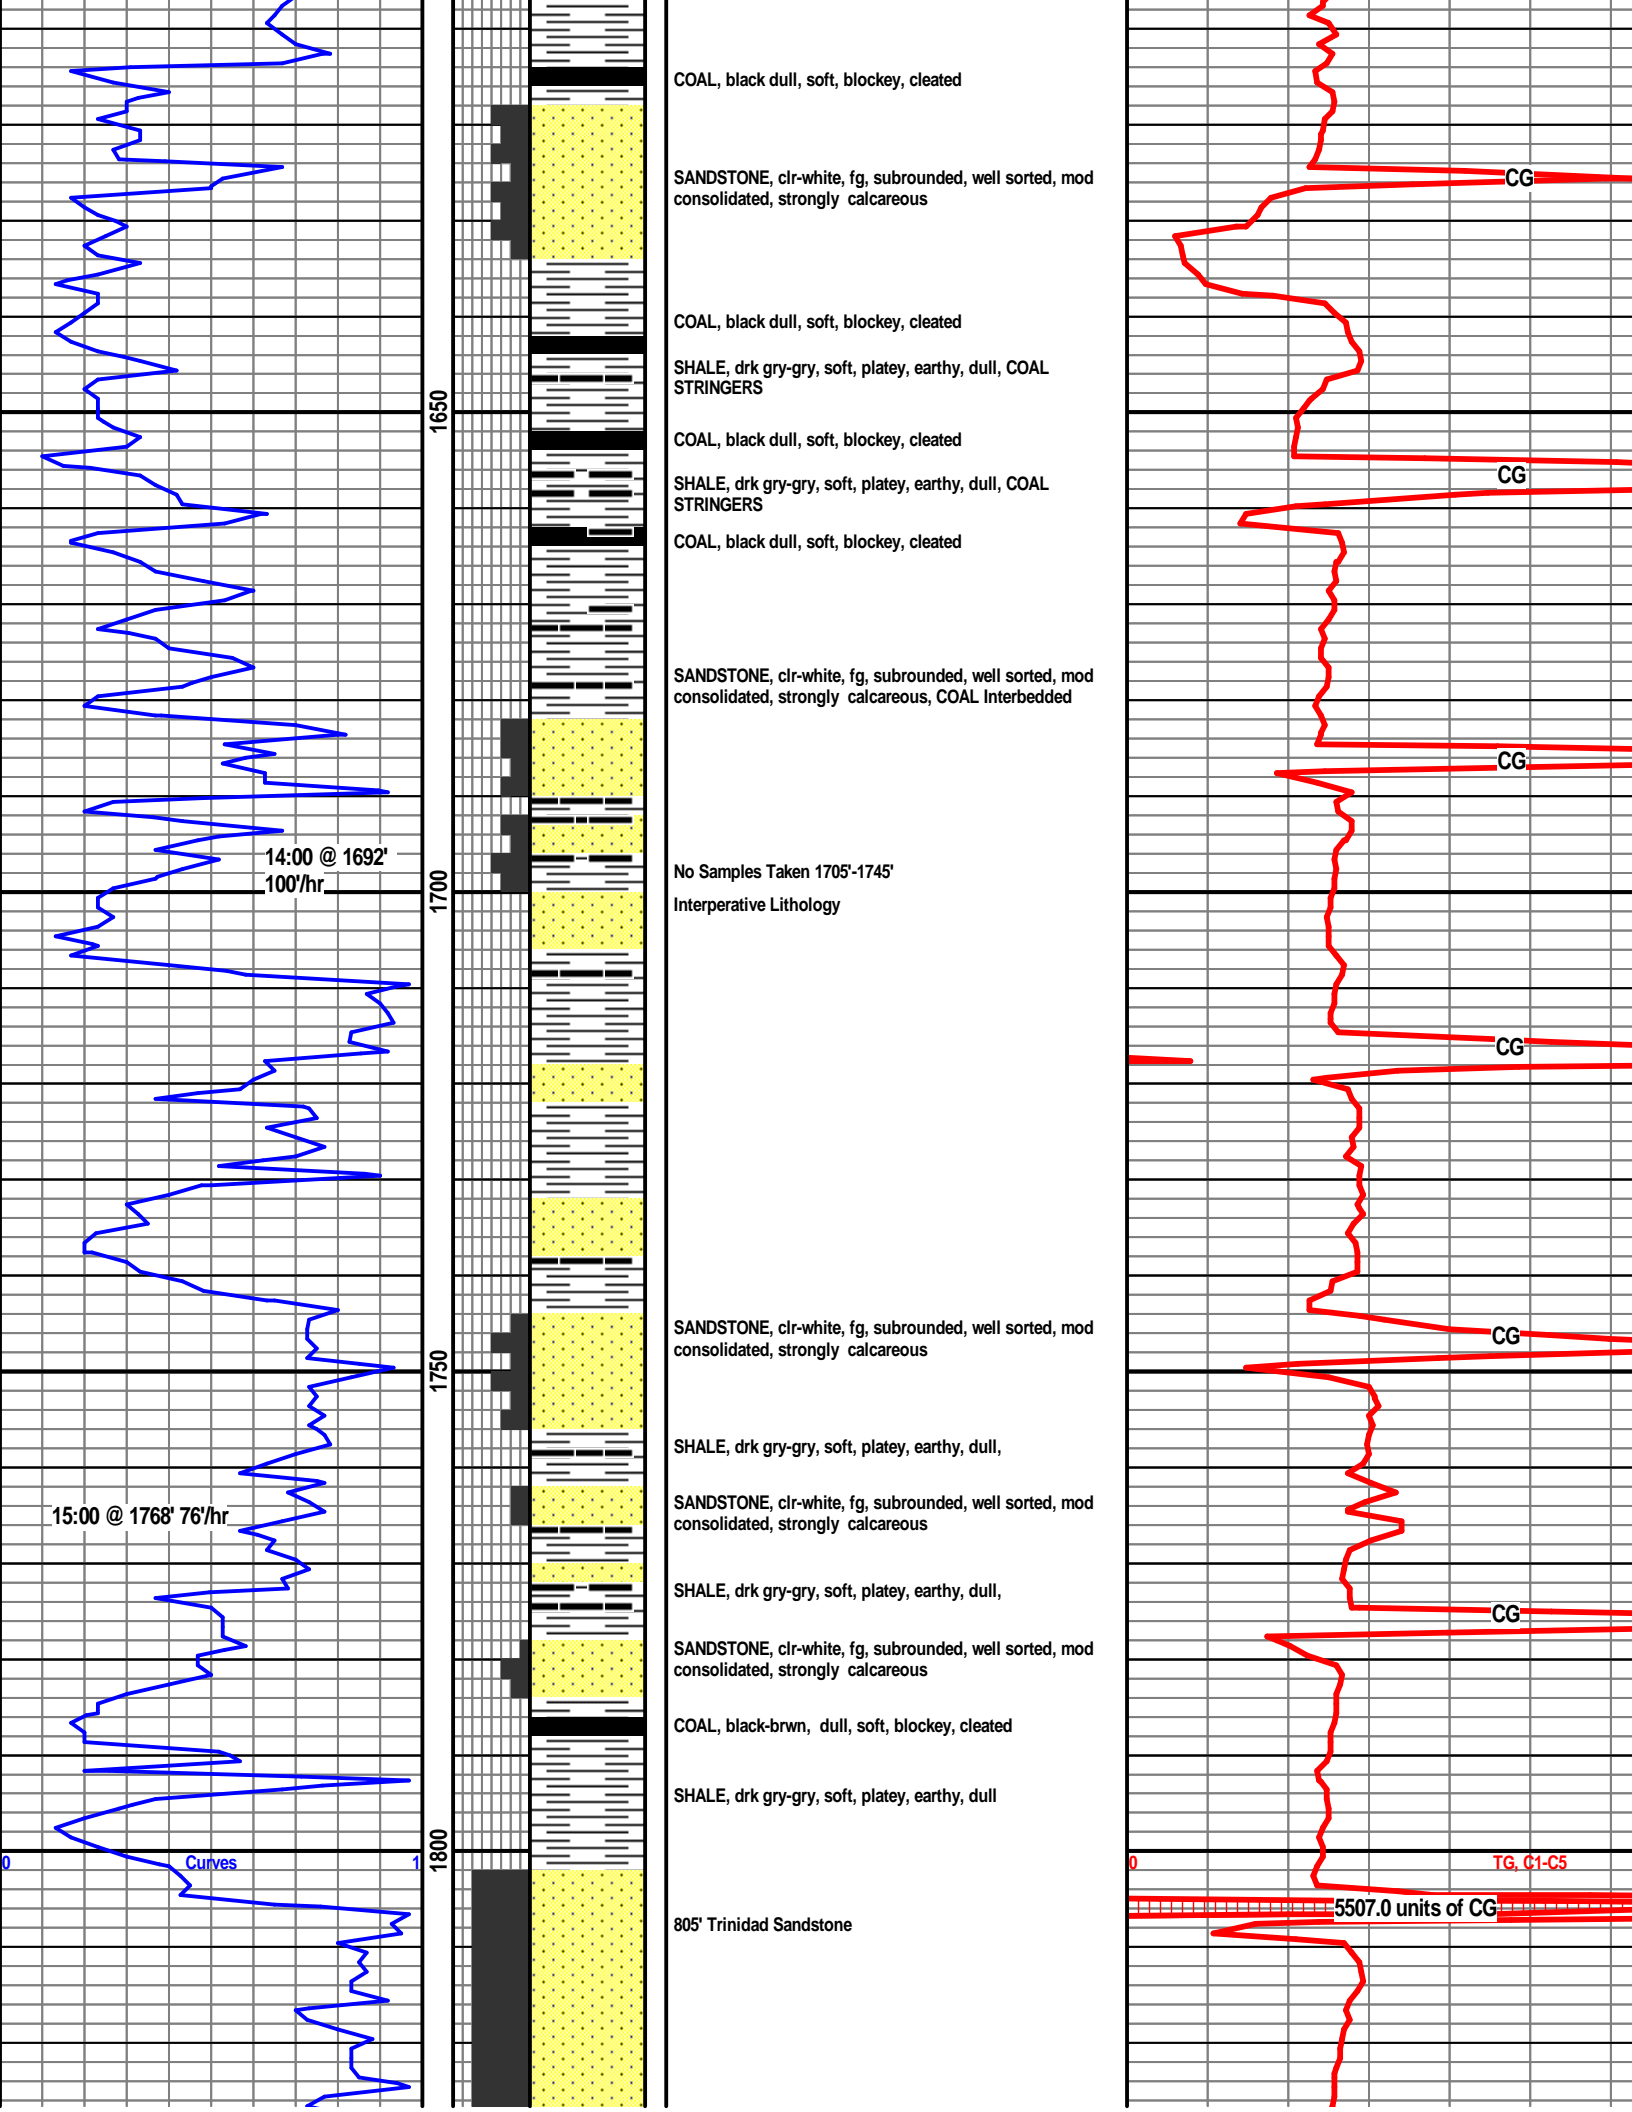 COAL, black dull, soft, blockey, cleated
SANDSTONE, clr-white, fg, subrounded, well sorted, mod
consolidated, strongly calcareous
CG
COAL, black dull, soft, blockey, cleated
SHALE, drk gry-gry, soft, platey, earthy, dull, COAL
STRINGERS
1650
COAL, black dull, soft, blockey, cleated
SHALE, drk gry-gry, soft, platey, earthy, dull, COAL
STRINGERS
CG
COAL, black dull, soft, blockey, cleated
SANDSTONE, clr-white, fg, subrounded, well sorted, mod
consolidated, strongly calcareous, COAL Interbedded
CG
14:00 @ 1692'
100'/hr
1700
No Samples Taken 1705'-1745'
Interperative Lithology
CG
SANDSTONE, clr-white, fg, subrounded, well sorted, mod
consolidated, strongly calcareous
CG
1750
SHALE, drk gry-gry, soft, platey, earthy, dull,
15:00 @ 1768' 76'/hr
SANDSTONE, clr-white, fg, subrounded, well sorted, mod
consolidated, strongly calcareous
SHALE, drk gry-gry, soft, platey, earthy, dull,
CG
SANDSTONE, clr-white, fg, subrounded, well sorted, mod
consolidated, strongly calcareous
COAL, black-brwn, dull, soft, blockey, cleated
SHALE, drk gry-gry, soft, platey, earthy, dull
1800
0 Curves 1
0 TG, C1-C5
5507.0 units of CG
805' Trinidad Sandstone